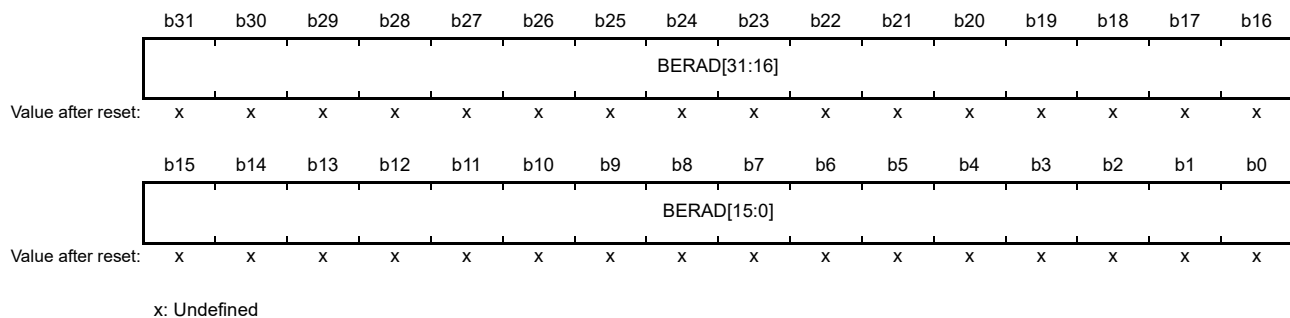 b31 b30 b29 b28 b27 b26 b25 b24 b23 b22 b21 b20 b19 b18 b17 b16
BERAD[31:16]
Value after reset: x x x x x x x x x x x x x x x x
b15 b14 b13 b12 b11 b10 b9 b8 b7 b6 b5 b4 b3 b2 b1 b0
BERAD[15:0]
Value after reset: x x x x x x x x x x x x x x x x
x: Undefined